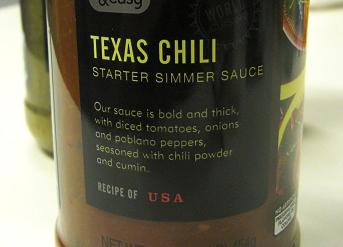 &easy
TEXAS CHILI
STARTER SIMMER SAUCE
Our sauce is bold and thick,
with diced tomatoes, onions
and poblano peppers,
seasoned with chili powder
and cumin.
RECIPE OF USA